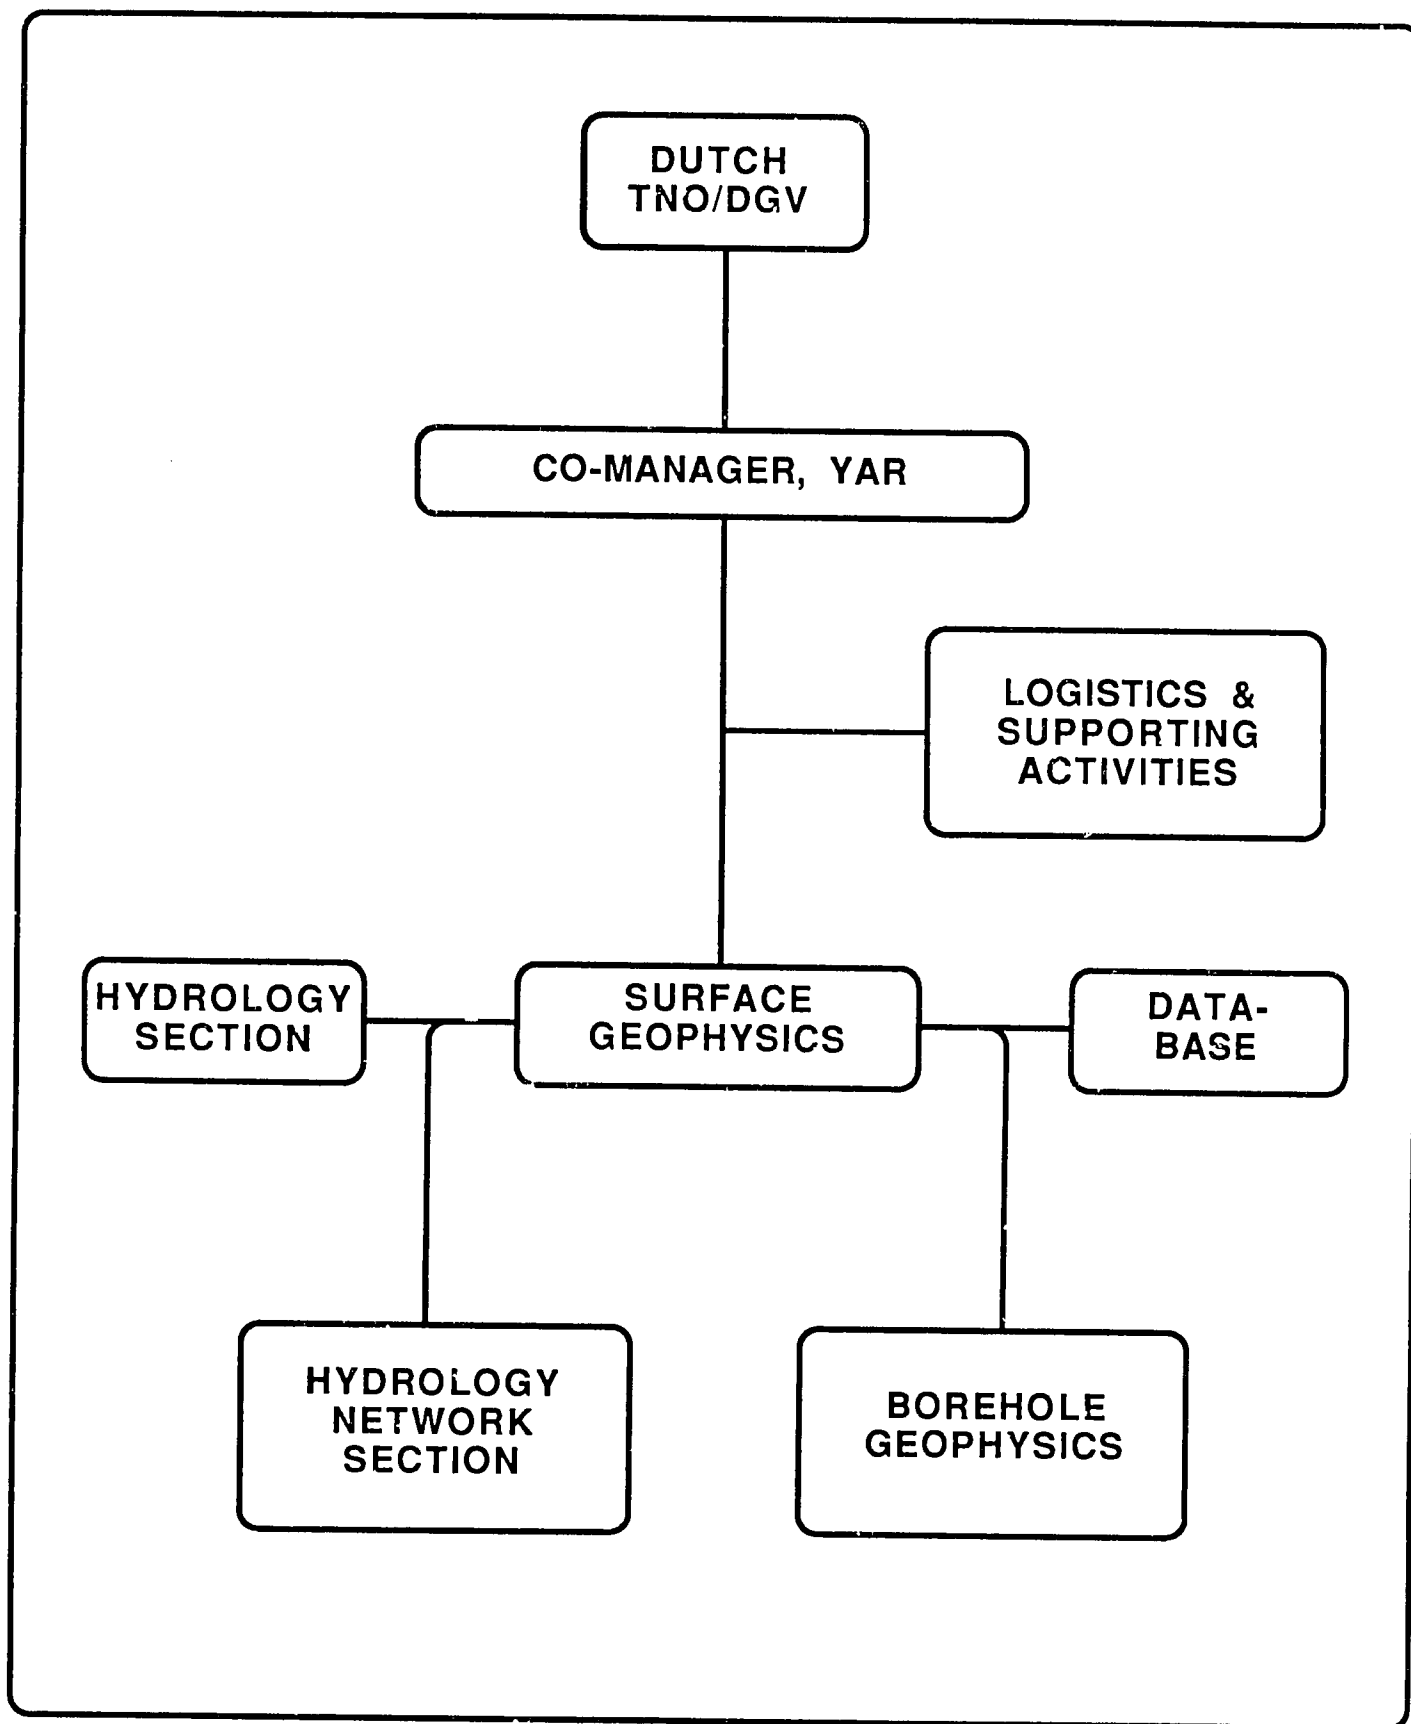 DUTCH
TNO/DGV
CO-MANAGER, YAR
LOGISTICS &
SUPPORTING
ACTIVITIES
HYDROLOGY
SECTION
SURFACE
GEOPHYSICS
DATA-
BASE
HYDROLOGY
NETWORK
SECTION
BOREHOLE
GEOPHYSICS